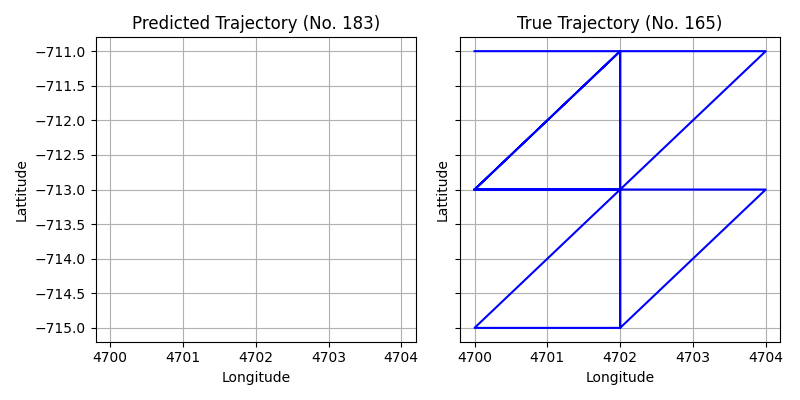 Predicted Trajectory (No. 183)
True Trajectory (No. 165)
Lattitude
−711.0
−711.5
−712.0
−712.5
−713.0
−713.5
−714.0
−714.5
−715.0
4700 4701 4702 4703 4704
Longitude
Lattitude
4700 4701 4702 4703 4704
Longitude